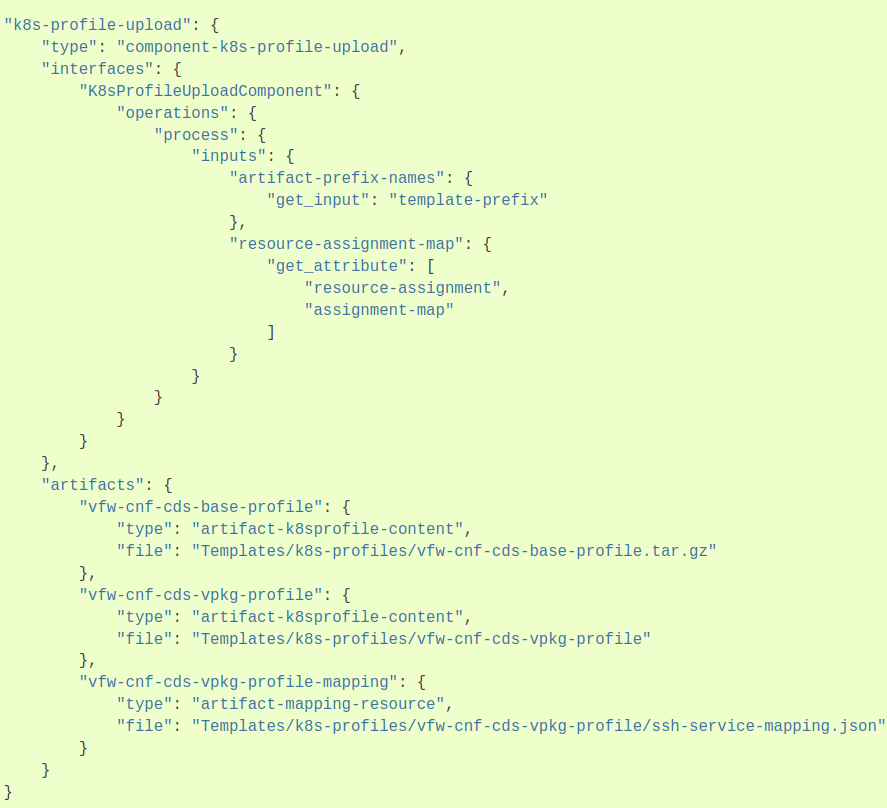 "k8s-profile-upload": {
    "type": "component-k8s-profile-upload",
    "interfaces": {
        "K8sProfileUploadComponent": {
            "operations": {
                "process": {
                    "inputs": {
                        "artifact-prefix-names": {
                            "get_input": "template-prefix"
                        },
                        "resource-assignment-map": {
                            "get_attribute": [
                                "resource-assignment",
                                "assignment-map"
                            ]
                        }
                    }
                }
            }
        }
    },
    "artifacts": {
        "vfw-cnf-cds-base-profile": {
            "type": "artifact-k8sprofile-content",
            "file": "Templates/k8s-profiles/vfw-cnf-cds-base-profile.tar.gz"
        },
        "vfw-cnf-cds-vpkg-profile": {
            "type": "artifact-k8sprofile-content",
            "file": "Templates/k8s-profiles/vfw-cnf-cds-vpkg-profile"
        },
        "vfw-cnf-cds-vpkg-profile-mapping": {
            "type": "artifact-mapping-resource",
            "file": "Templates/k8s-profiles/vfw-cnf-cds-vpkg-profile/ssh-service-mapping.json"
        }
    }
}